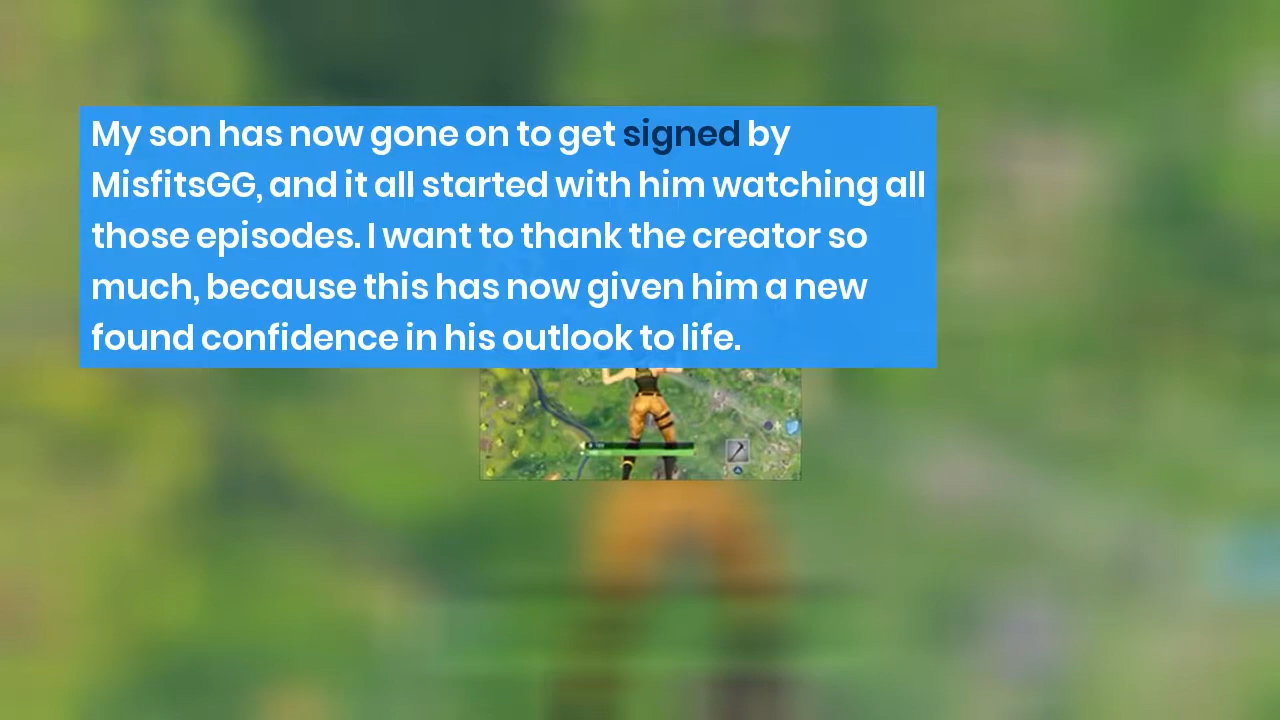 My son has now gone on to get signed by
MisfitsGG, and it all started with him watching all
those episodes. I want to thank the creator so
much, because this has now given him a new
found confidence in his outlook to life.